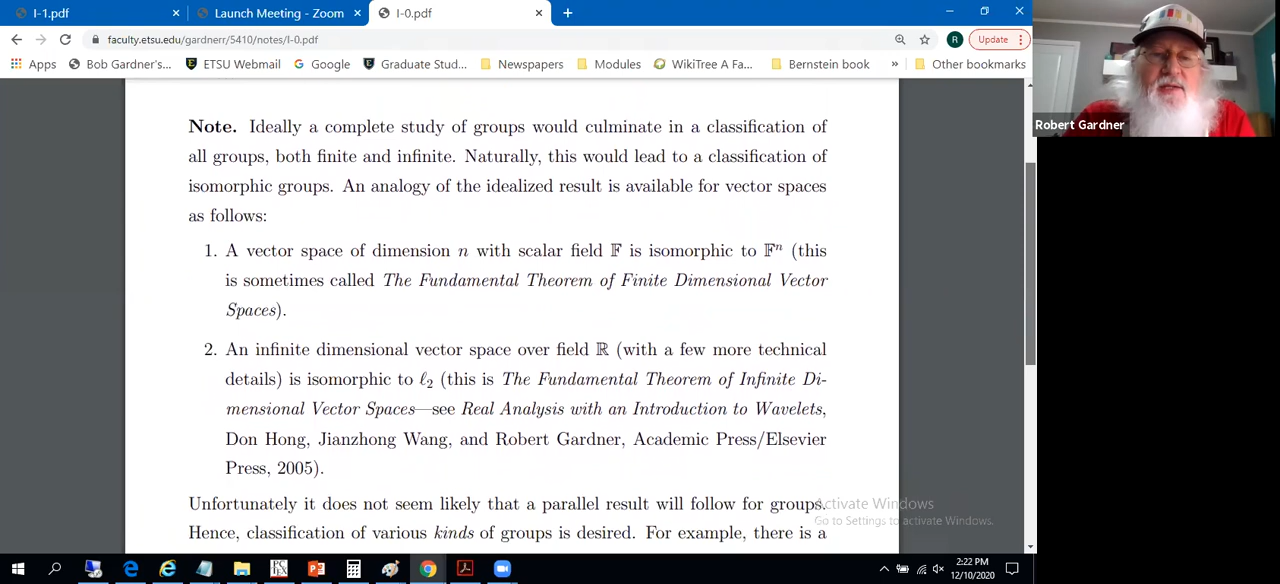 I-1.pdf
Launch Meeting - Zoom
I-0.pdf
faculty.etsu.edu/gardnerr/5410/notes/I-0.pdf
R
Update
Apps
Bob Gardner's...
ETSU Webmail
Google
Graduate Stud...
Newspapers
Modules
WikiTree A Fa...
Bernstein book
»
Other bookmarks
Robert Gardner
Note. Ideally a complete study of groups would culminate in a classification of
all groups, both finite and infinite. Naturally, this would lead to a classification of
isomorphic groups. An analogy of the idealized result is available for vector spaces
as follows:
1. A vector space of dimension n with scalar field 𝔽 is isomorphic to 𝔽ⁿ (this
is sometimes called The Fundamental Theorem of Finite Dimensional Vector
Spaces).
2. An infinite dimensional vector space over field ℝ (with a few more technical
details) is isomorphic to ℓ₂ (this is The Fundamental Theorem of Infinite Di-
mensional Vector Spaces—see Real Analysis with an Introduction to Wavelets,
Don Hong, Jianzhong Wang, and Robert Gardner, Academic Press/Elsevier
Press, 2005).
Unfortunately it does not seem likely that a parallel result will follow for groups.
Hence, classification of various kinds of groups is desired. For example, there is a
Activate Windows
Go to Settings to activate Windows.
2:22 PM
12/10/2020